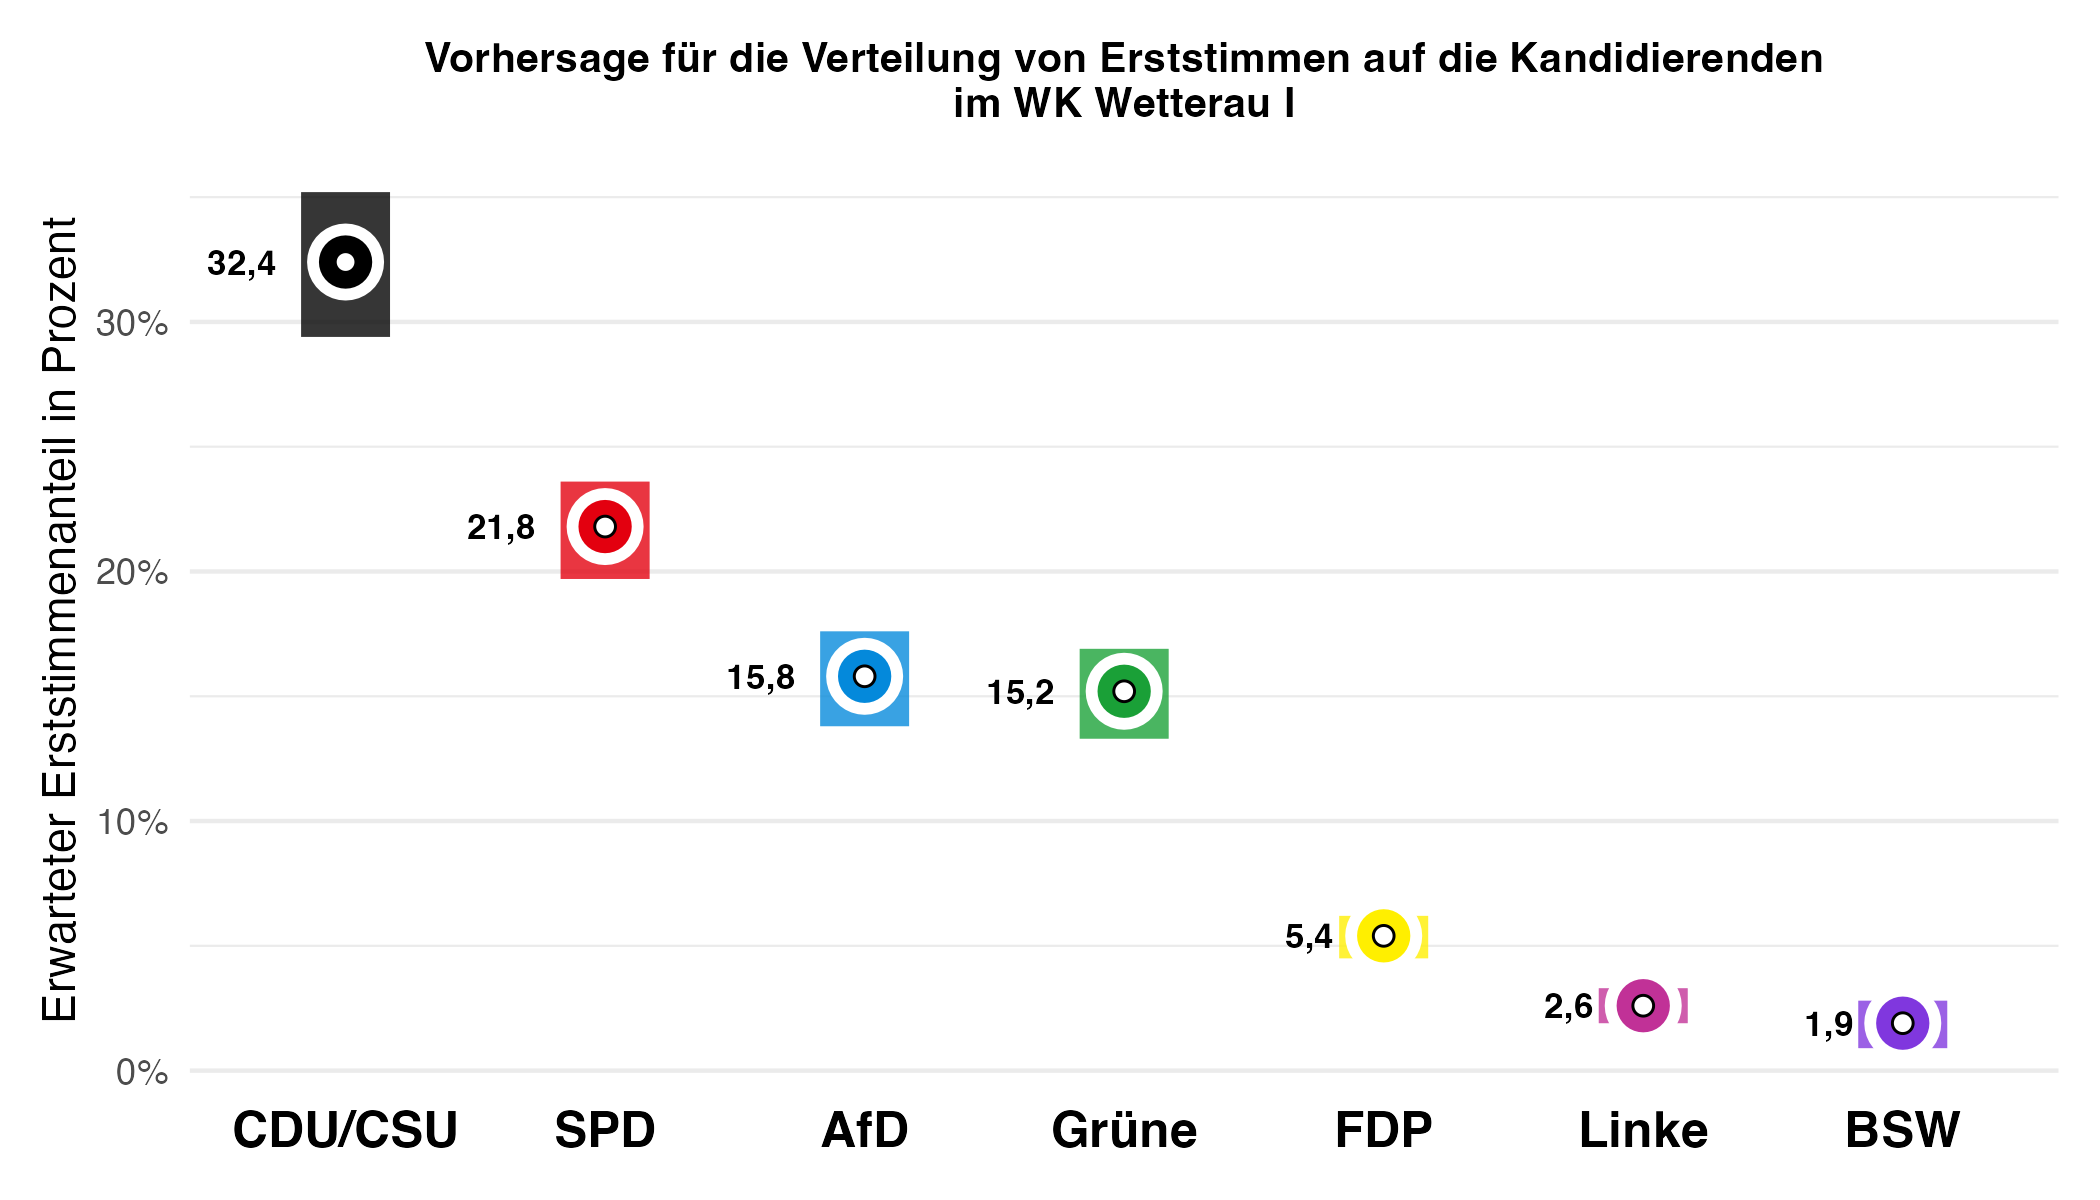 Vorhersage für die Verteilung von Erststimmen auf die Kandidierenden
im WK Wetterau I
Erwarteter Erststimmenanteil in Prozent
30%
20%
10%
0%
32,4
21,8
15,8
15,2
5,4
2,6
1,9
CDU/CSU
SPD
AfD
Grüne
FDP
Linke
BSW